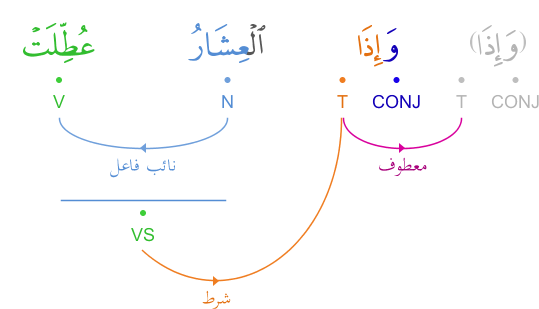 (وَإِذَا) وَإِذَا ٱلْعِشَارُ عُطِّلَتْ
CONJ T CONJ T N V
معطوف نائب فاعل
VS
شرط